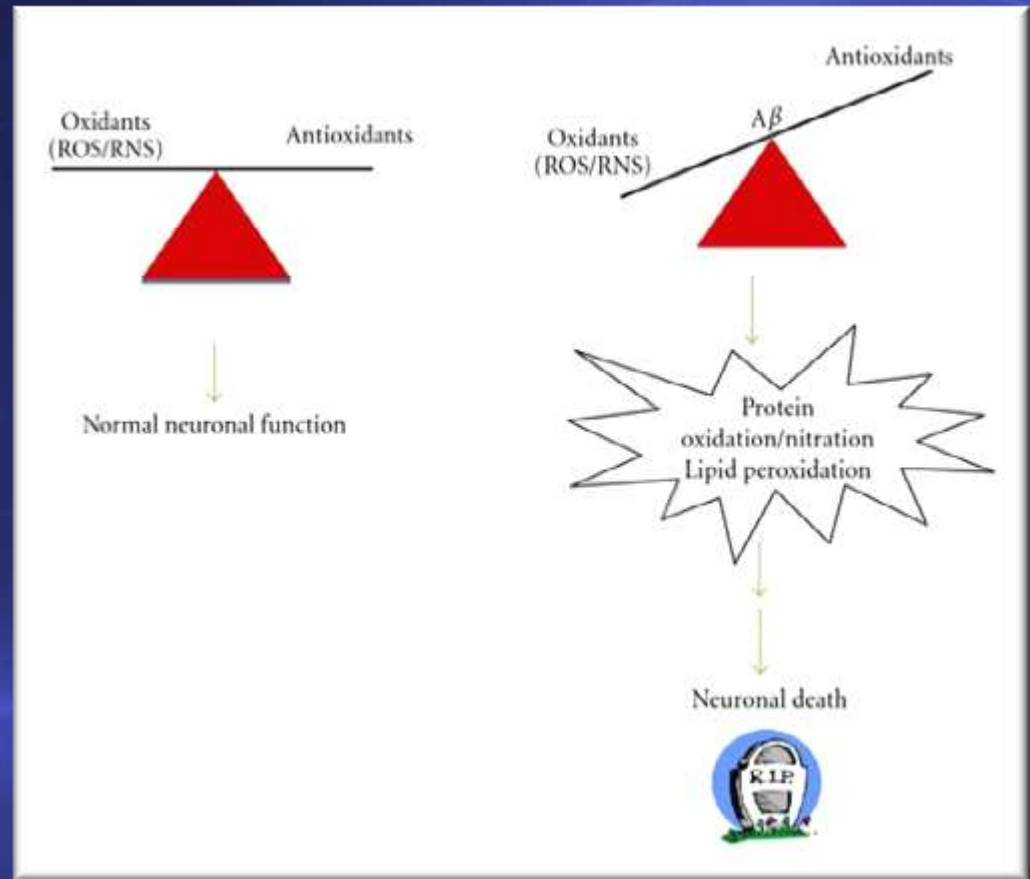 Oxidants
(ROS/RNS)
Antioxidants
Normal neuronal function
Antioxidants
Aβ
Oxidants
(ROS/RNS)
Protein
oxidation/nitration
Lipid peroxidation
Neuronal death
R.I.P.